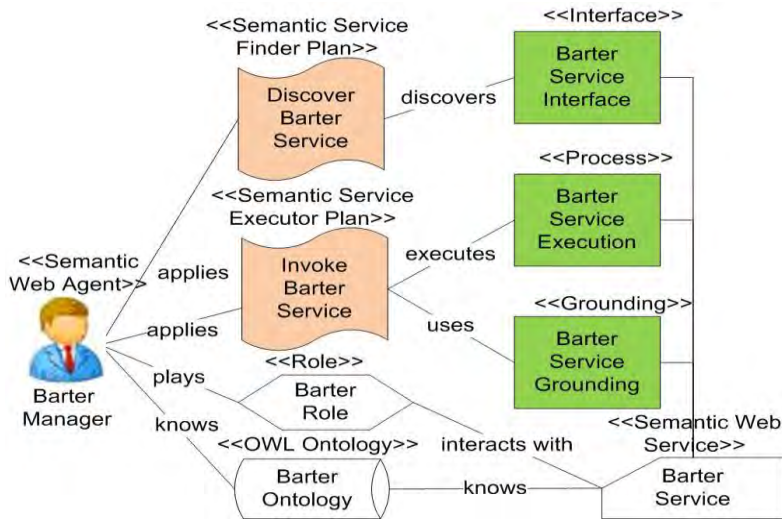 <<Semantic Service
Finder Plan>>
Discover
Barter
Service
discovers
<<Interface>>
Barter
Service
Interface
<<Semantic Service
Executor Plan>>
Invoke
Barter
Service
executes
uses
<<Process>>
Barter
Service
Execution
<<Grounding>>
Barter
Service
Grounding
<<Semantic
Web Agent>>
Barter
Manager
applies
applies
plays
knows
<<Role>>
Barter
Role
interacts with
<<OWL Ontology>>
Barter
Ontology
knows
<<Semantic Web
Service>>
Barter
Service